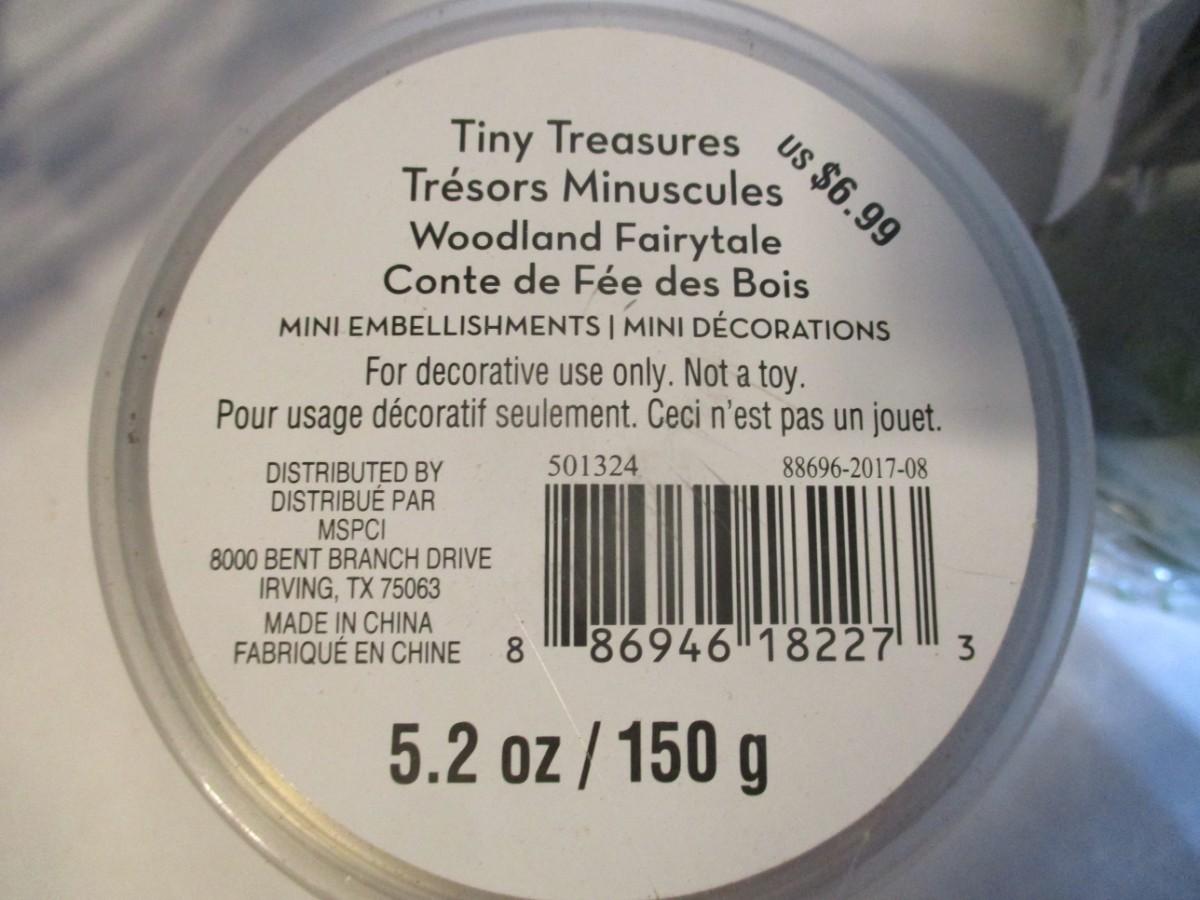 Tiny Treasures
US $6.99
Trésors Minuscules
Woodland Fairytale
Conte de Fée des Bois
MINI EMBELLISHMENTS | MINI DÉCORATIONS
For decorative use only. Not a toy.
Pour usage décoratif seulement. Ceci n'est pas un jouet.
DISTRIBUTED BY
DISTRIBUÉ PAR
MSPCI
8000 BENT BRANCH DRIVE
IRVING, TX 75063
MADE IN CHINA
FABRIQUÉ EN CHINE
501324 88696-2017-08
8 86946 18227 3
5.2 oz / 150 g